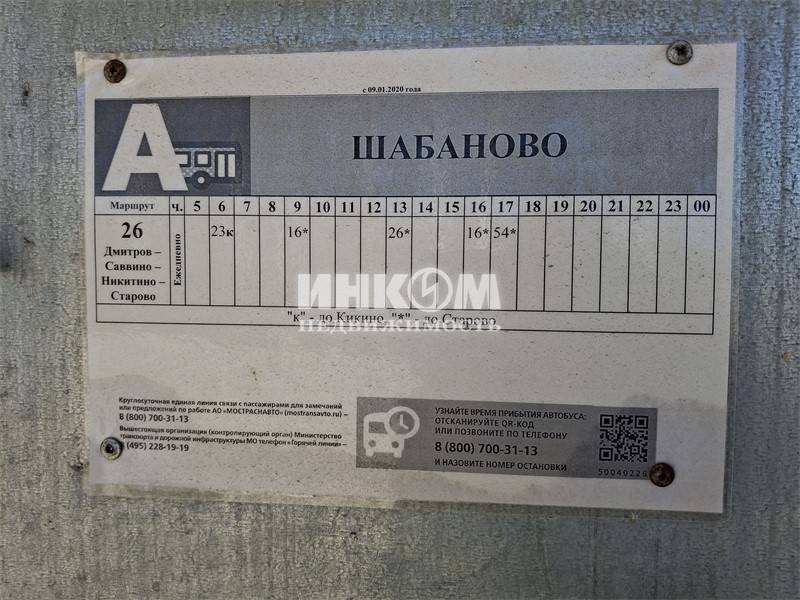 с 09.01.2020 года
А
ШАБАНОВО
Маршрут ч. 5 6 7 8 9 10 11 12 13 14 15 16 17 18 19 20 21 22 23 00
26 Ежедневно 23к 16* 26* 16* 54*
Дмитров –
Саввино –
Никитино –
Старово
ИНКОМ
НЕДВИЖИМОСТЬ
"к" - до Кикино, "*" - до Старово
Круглосуточная единая линия связи с пассажирами для замечаний
или предложений по работе АО «МОСТРАНСАВТО» (mostransavto.ru) –
8 (800) 700-31-13
Вышестоящая организация (контролирующий орган) Министерство
транспорта и дорожной инфраструктуры МО телефон «Горячей линии» –
8 (495) 228-19-19
УЗНАЙТЕ ВРЕМЯ ПРИБЫТИЯ АВТОБУСА:
ОТСКАНИРУЙТЕ QR-КОД
ИЛИ ПОЗВОНИТЕ ПО ТЕЛЕФОНУ
8 (800) 700-31-13
И НАЗОВИТЕ НОМЕР ОСТАНОВКИ